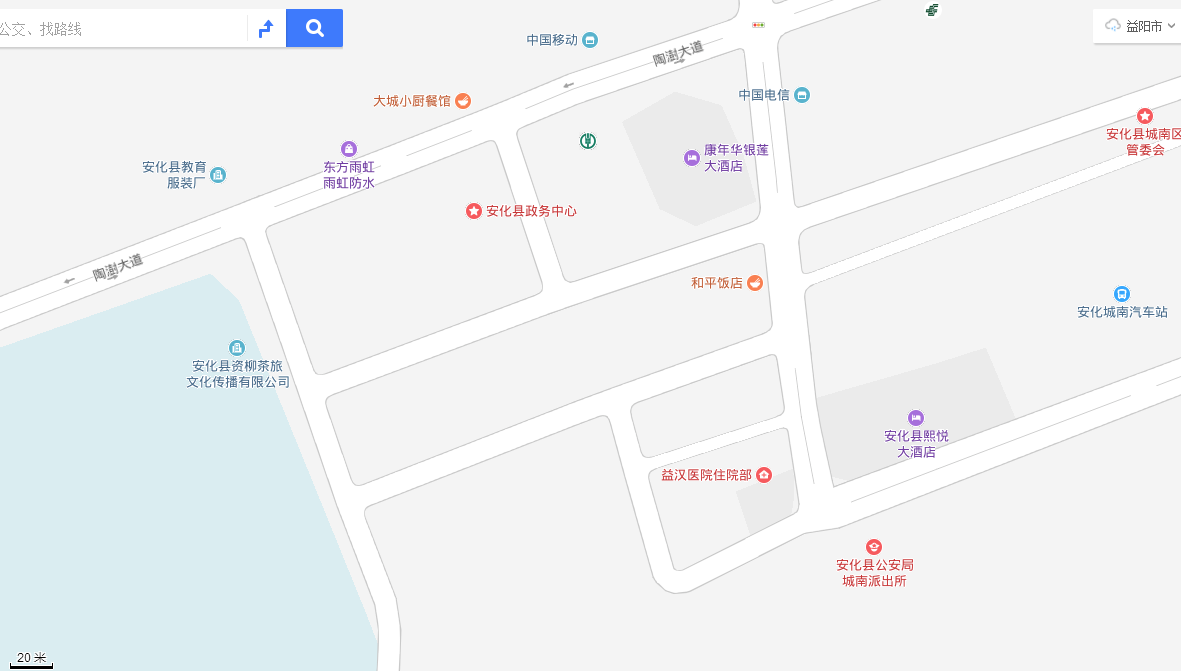 公交、找路线
益阳市
中国移动
陶澍大道
中国电信
大城小厨餐馆
安化县城南区
管委会
康年华银莲
大酒店
东方雨虹
雨虹防水
安化县教育
服装厂
安化县政务中心
陶澍大道
和平饭店
安化城南汽车站
安化县资柳茶旅
文化传播有限公司
安化县熙悦
大酒店
益汉医院住院部
安化县公安局
城南派出所
20 米